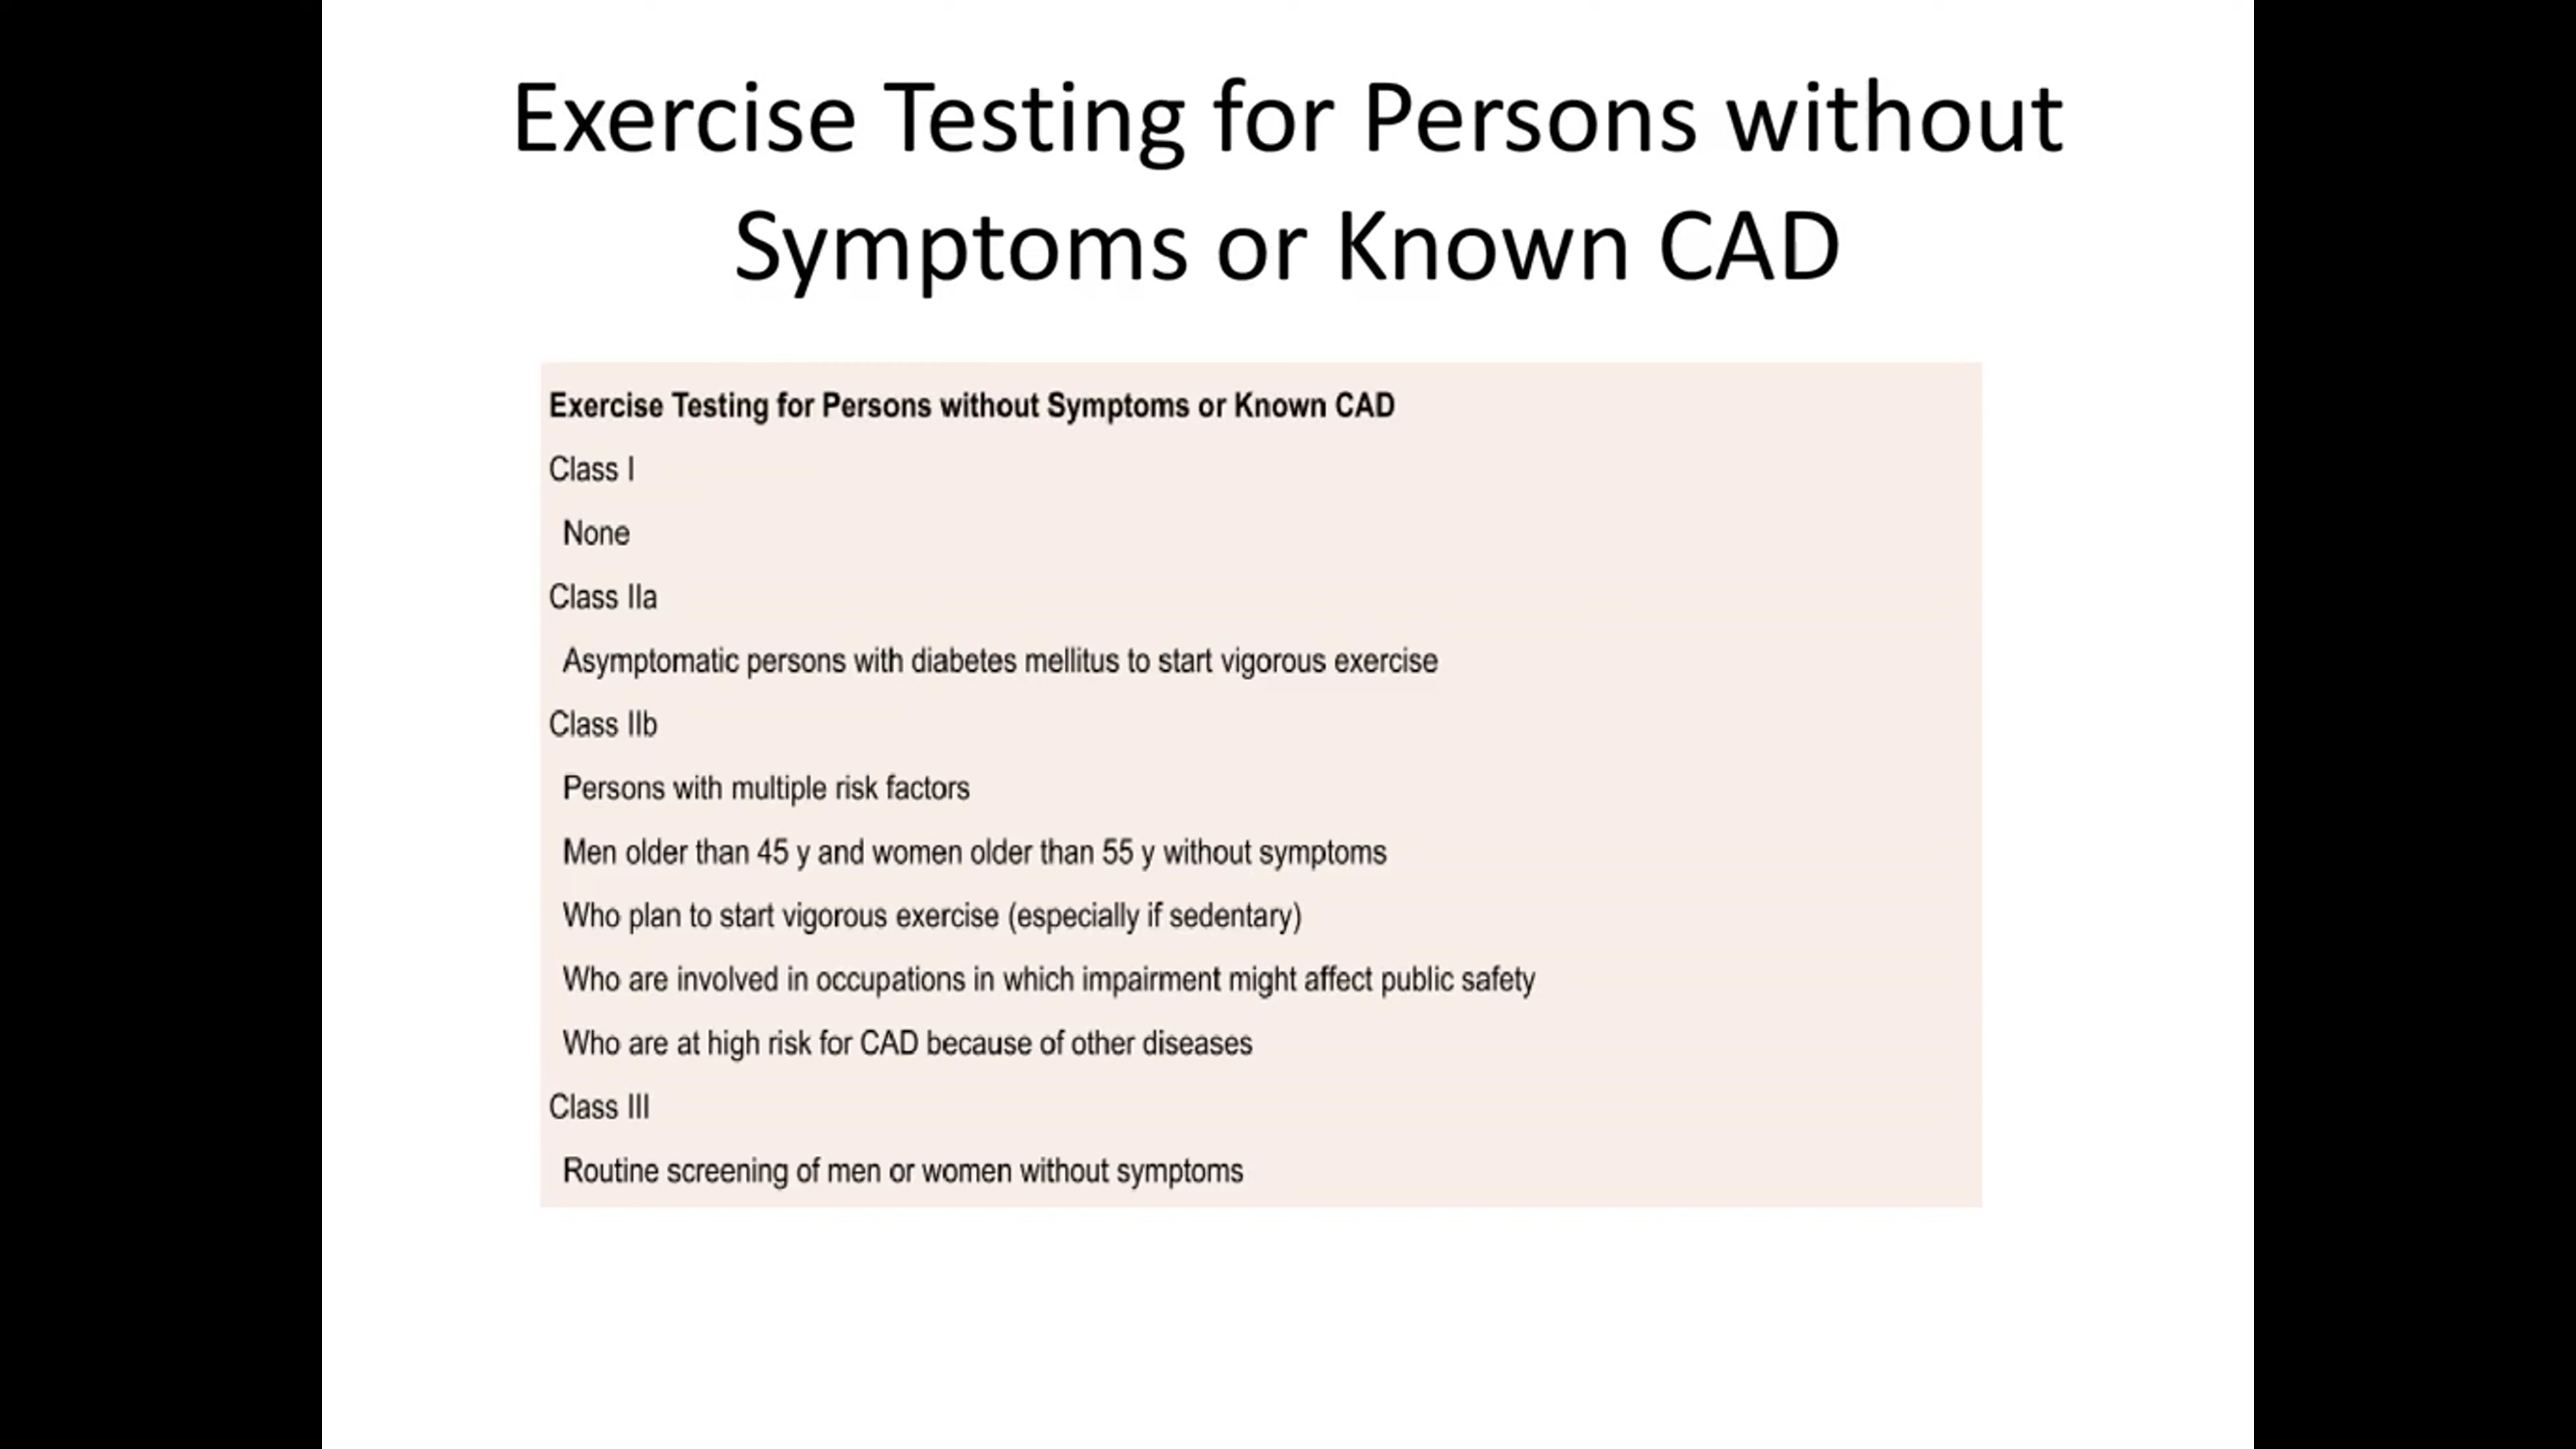 Exercise Testing for Persons without
Symptoms or Known CAD
Exercise Testing for Persons without Symptoms or Known CAD
Class I
None
Class IIa
Asymptomatic persons with diabetes mellitus to start vigorous exercise
Class IIb
Persons with multiple risk factors
Men older than 45 y and women older than 55 y without symptoms
Who plan to start vigorous exercise (especially if sedentary)
Who are involved in occupations in which impairment might affect public safety
Who are at high risk for CAD because of other diseases
Class III
Routine screening of men or women without symptoms